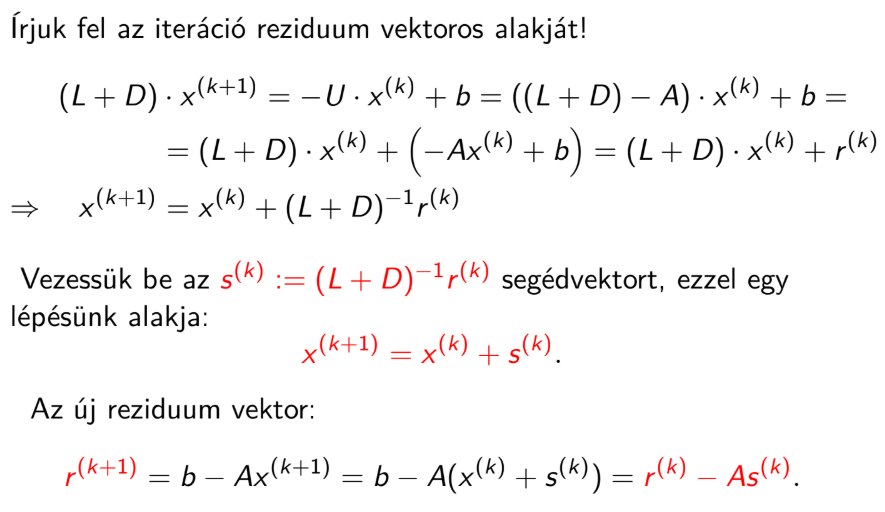 Írjuk fel az iteráció reziduum vektoros alakját!
(L + D) · x^(k+1) = −U · x^(k) + b = ((L + D) − A) · x^(k) + b =
= (L + D) · x^(k) + (−Ax^(k) + b) = (L + D) · x^(k) + r^(k)
⇒ x^(k+1) = x^(k) + (L + D)^−1 r^(k)
Vezessük be az s^(k) := (L + D)^−1 r^(k) segédvektort, ezzel egy
lépésünk alakja:
x^(k+1) = x^(k) + s^(k).
Az új reziduum vektor:
r^(k+1) = b − Ax^(k+1) = b − A(x^(k) + s^(k)) = r^(k) − As^(k).